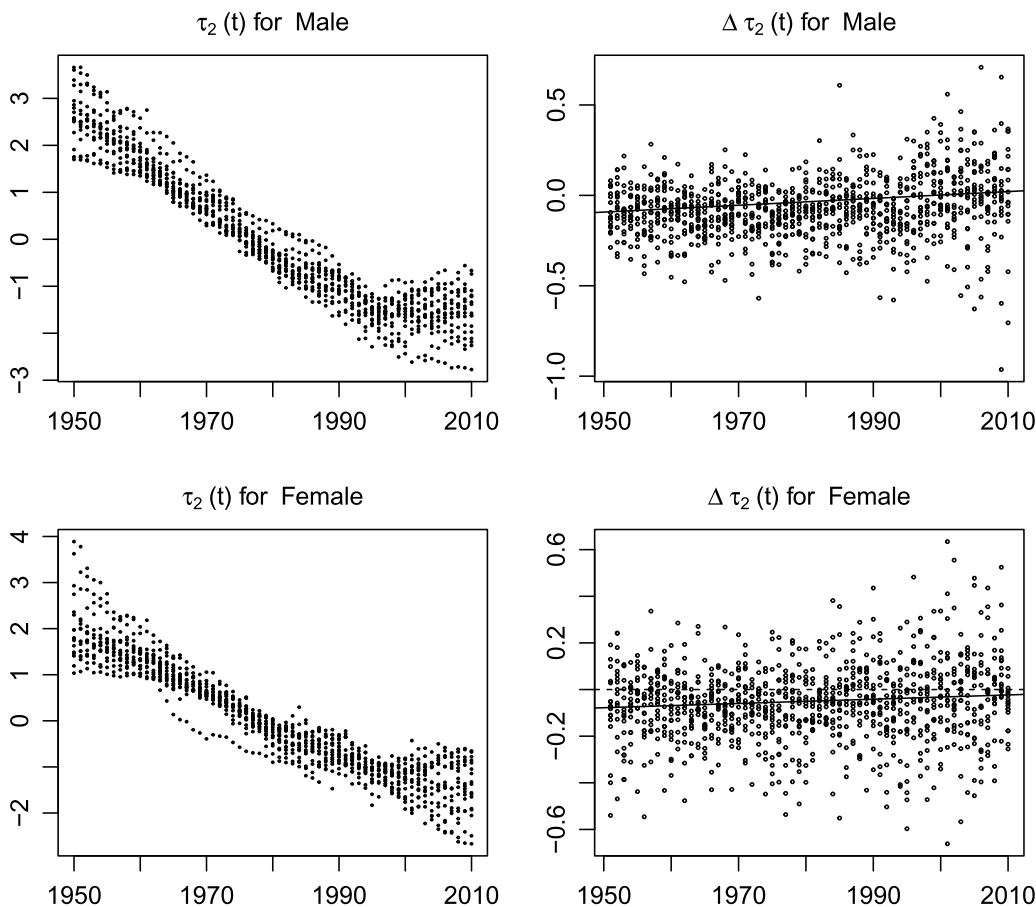 τ₂ (t) for Male
3
2
1
0
−1
−3
1950 1970 1990 2010
Δ τ₂ (t) for Male
0.5
0.0
−0.5
−1.0
1950 1970 1990 2010
τ₂ (t) for Female
4
3
2
1
0
−2
1950 1970 1990 2010
Δ τ₂ (t) for Female
0.6
0.2
−0.2
−0.6
1950 1970 1990 2010